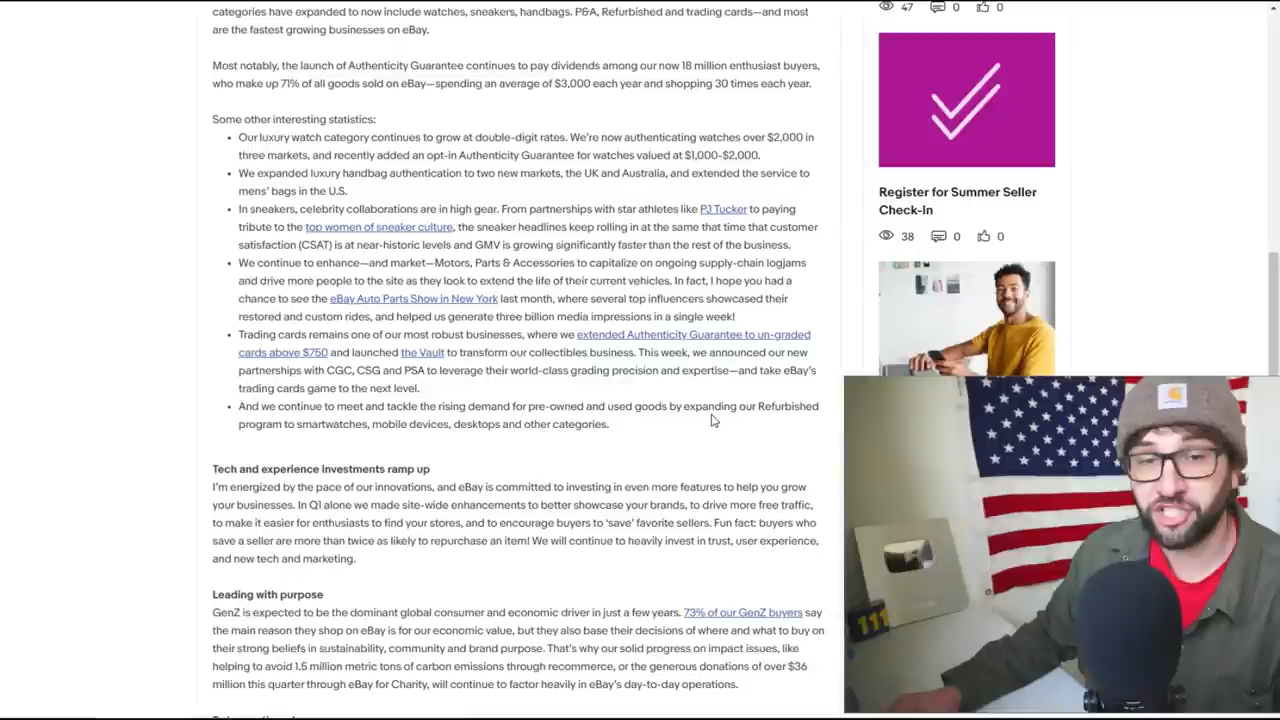 categories have expanded to now include watches, sneakers, handbags. P&A, Refurbished and trading cards—and most
are the fastest growing businesses on eBay.
Most notably, the launch of Authenticity Guarantee continues to pay dividends among our now 18 million enthusiast buyers,
who make up 71% of all goods sold on eBay—spending an average of $3,000 each year and shopping 30 times each year.
Some other interesting statistics:
• Our luxury watch category continues to grow at double-digit rates. We're now authenticating watches over $2,000 in
three markets, and recently added an opt-in Authenticity Guarantee for watches valued at $1,000-$2,000.
• We expanded luxury handbag authentication to two new markets, the UK and Australia, and extended the service to
mens' bags in the U.S.
• In sneakers, celebrity collaborations are in high gear. From partnerships with star athletes like PJ Tucker to paying
tribute to the top women of sneaker culture, the sneaker headlines keep rolling in at the same that time that customer
satisfaction (CSAT) is at near-historic levels and GMV is growing significantly faster than the rest of the business.
• We continue to enhance—and market—Motors, Parts & Accessories to capitalize on ongoing supply-chain logjams
and drive more people to the site as they look to extend the life of their current vehicles. In fact, I hope you had a
chance to see the eBay Auto Parts Show in New York last month, where several top influencers showcased their
restored and custom rides, and helped us generate three billion media impressions in a single week!
• Trading cards remains one of our most robust businesses, where we extended Authenticity Guarantee to un-graded
cards above $750 and launched the Vault to transform our collectibles business. This week, we announced our new
partnerships with CGC, CSG and PSA to leverage their world-class grading precision and expertise—and take eBay's
trading cards game to the next level.
• And we continue to meet and tackle the rising demand for pre-owned and used goods by expanding our Refurbished
program to smartwatches, mobile devices, desktops and other categories.
Tech and experience investments ramp up
I'm energized by the pace of our innovations, and eBay is committed to investing in even more features to help you grow
your businesses. In Q1 alone we made site-wide enhancements to better showcase your brands, to drive more free traffic,
to make it easier for enthusiasts to find your stores, and to encourage buyers to 'save' favorite sellers. Fun fact: buyers who
save a seller are more than twice as likely to repurchase an item! We will continue to heavily invest in trust, user experience,
and new tech and marketing.
Leading with purpose
GenZ is expected to be the dominant global consumer and economic driver in just a few years. 73% of our GenZ buyers say
the main reason they shop on eBay is for our economic value, but they also base their decisions of where and what to buy on
their strong beliefs in sustainability, community and brand purpose. That's why our solid progress on impact issues, like
helping to avoid 1.5 million metric tons of carbon emissions through recommerce, or the generous donations of over $36
million this quarter through eBay for Charity, will continue to factor heavily in eBay's day-to-day operations.
47 0 0
Register for Summer Seller
Check-In
38 0 0
111